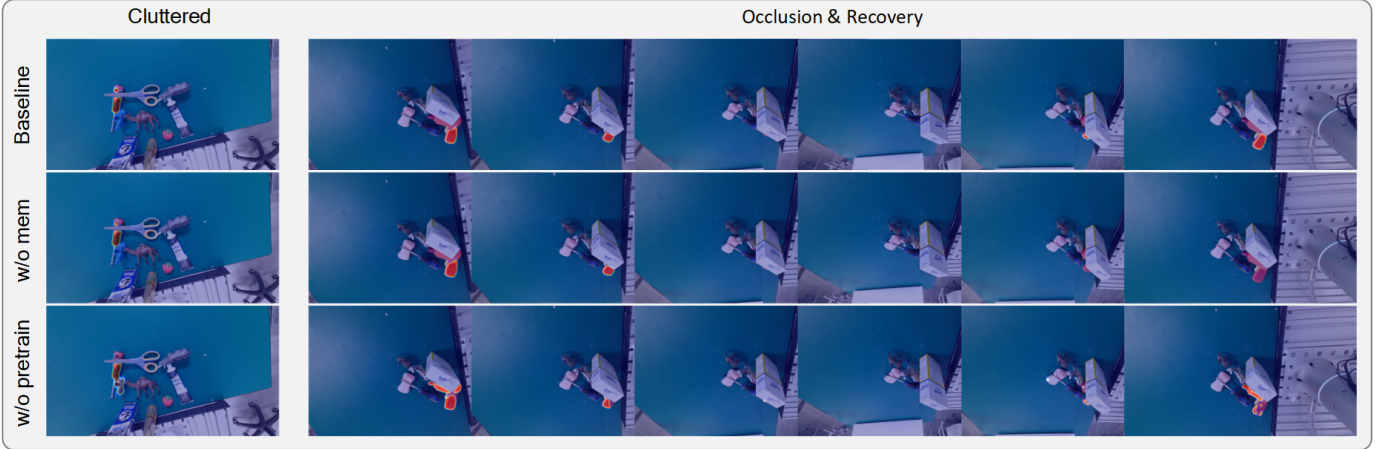 Cluttered
Occlusion & Recovery
Baseline
w/o mem
w/o pretrain